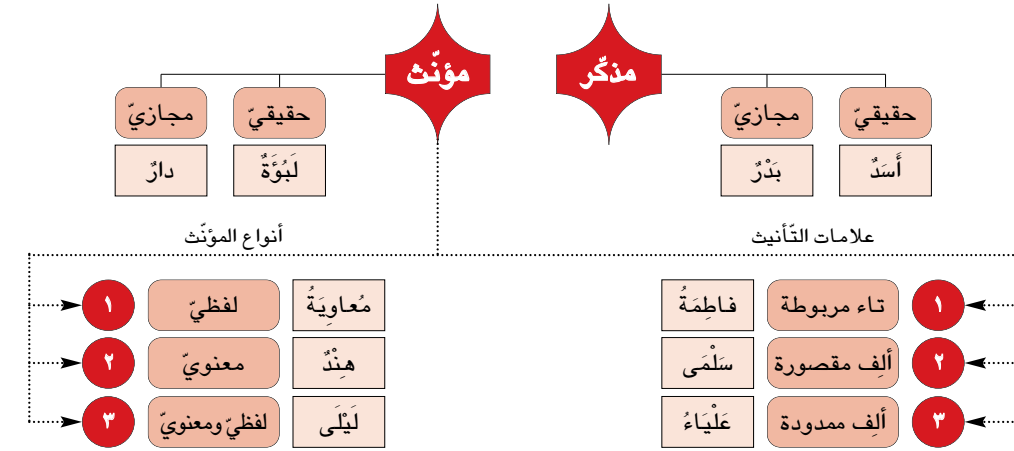 مذكّر
مؤنّث
حقيقيّ
مجازيّ
حقيقيّ
مجازيّ
أَسَدٌ
بَدْرٌ
لَبُؤَةٌ
دارٌ
علامات التّأنيث
أنواع المؤنّث
١ تاء مربوطة فاطِمَةُ
٢ ألِف مقصورة سَلْمَى
٣ ألِف ممدودة عَلْيَاءُ
مُعاوِيَةُ لفظيّ ١
هِنْدٌ معنويّ ٢
لَيْلَى لفظيّ ومعنويّ ٣